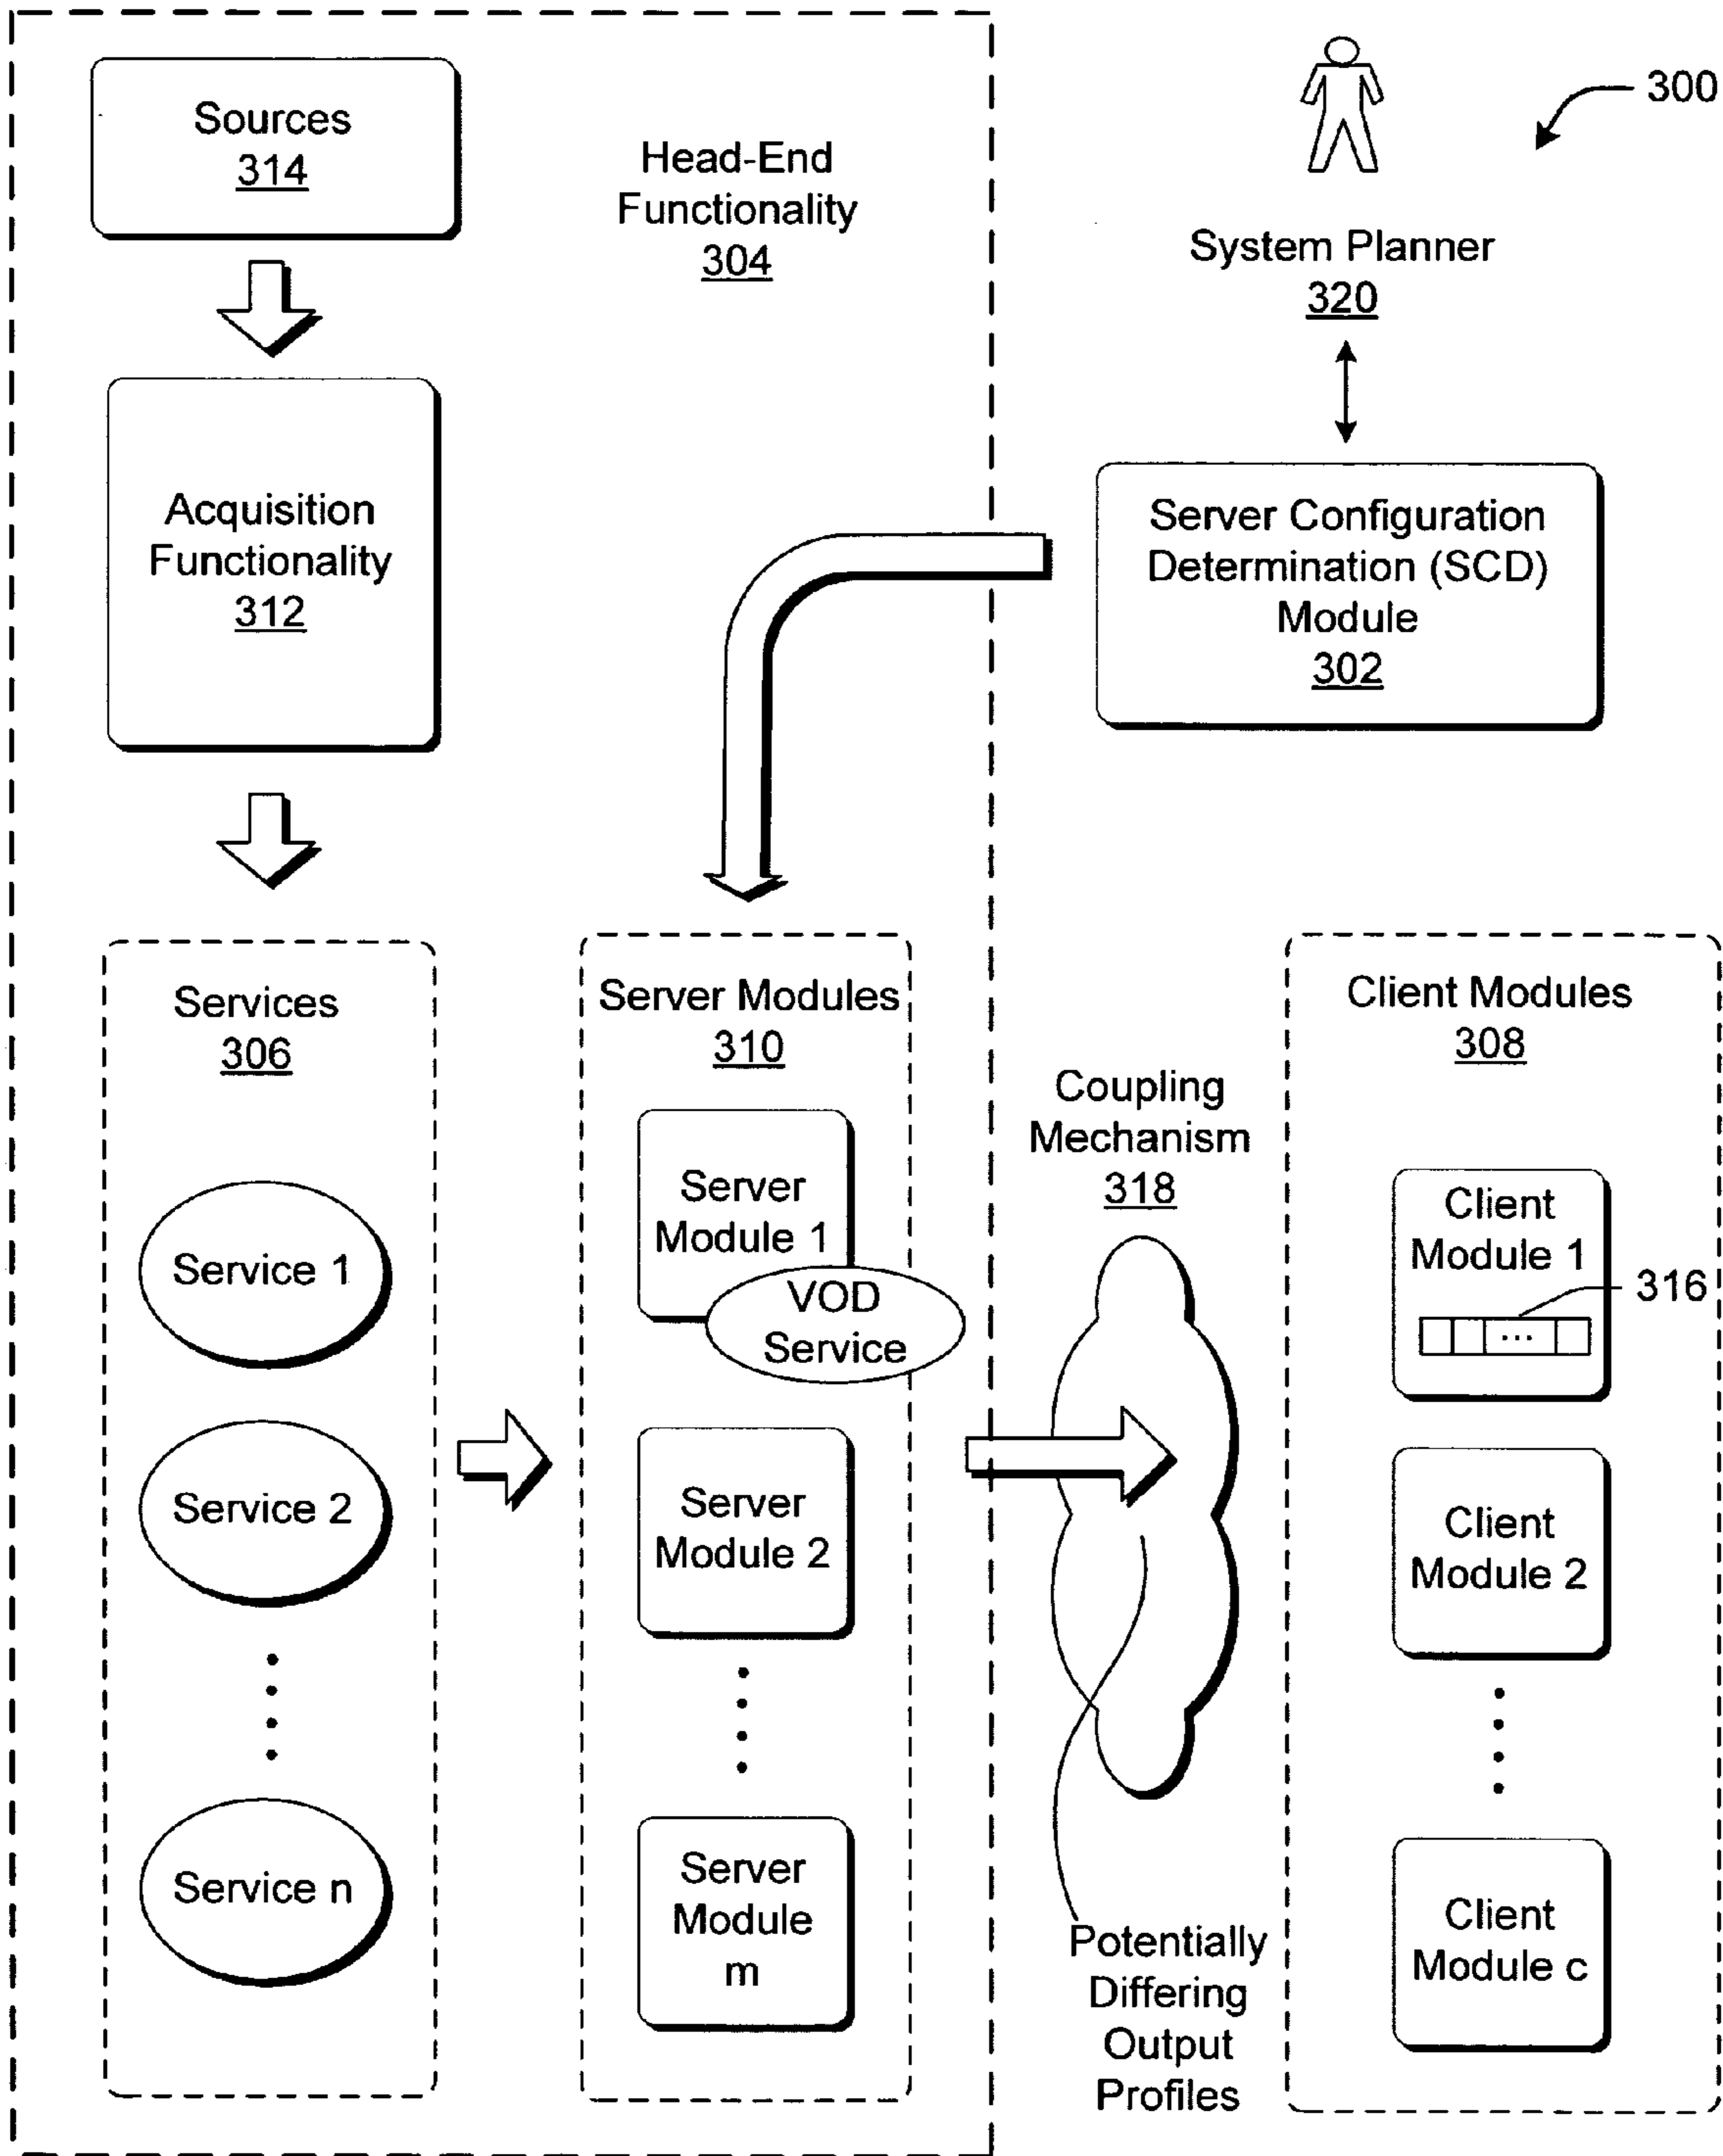 Sources
314
Head-End
Functionality
304
300
System Planner
320
Acquisition
Functionality
312
Server Configuration
Determination (SCD)
Module
302
Services
306
Server Modules
310
Client Modules
308
Coupling
Mechanism
318
Service 1
Server
Module 1
VOD
Service
Client
Module 1
316
...
Service 2
Server
Module 2
Client
Module 2
Service n
Server
Module
m
Client
Module c
Potentially
Differing
Output
Profiles